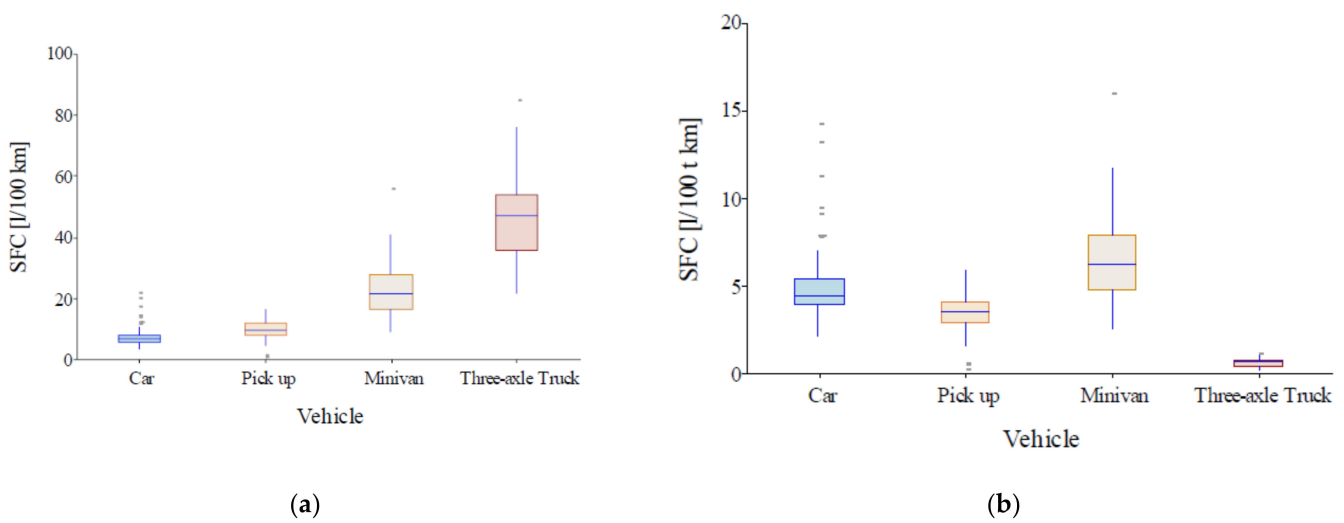 100
80
60
40
20
0
SFC [l/100 km]
Car Pick up Minivan Three-axle Truck
Vehicle
(a)
20
15
10
5
0
SFC [l/100 t km]
Car Pick up Minivan Three-axle Truck
Vehicle
(b)